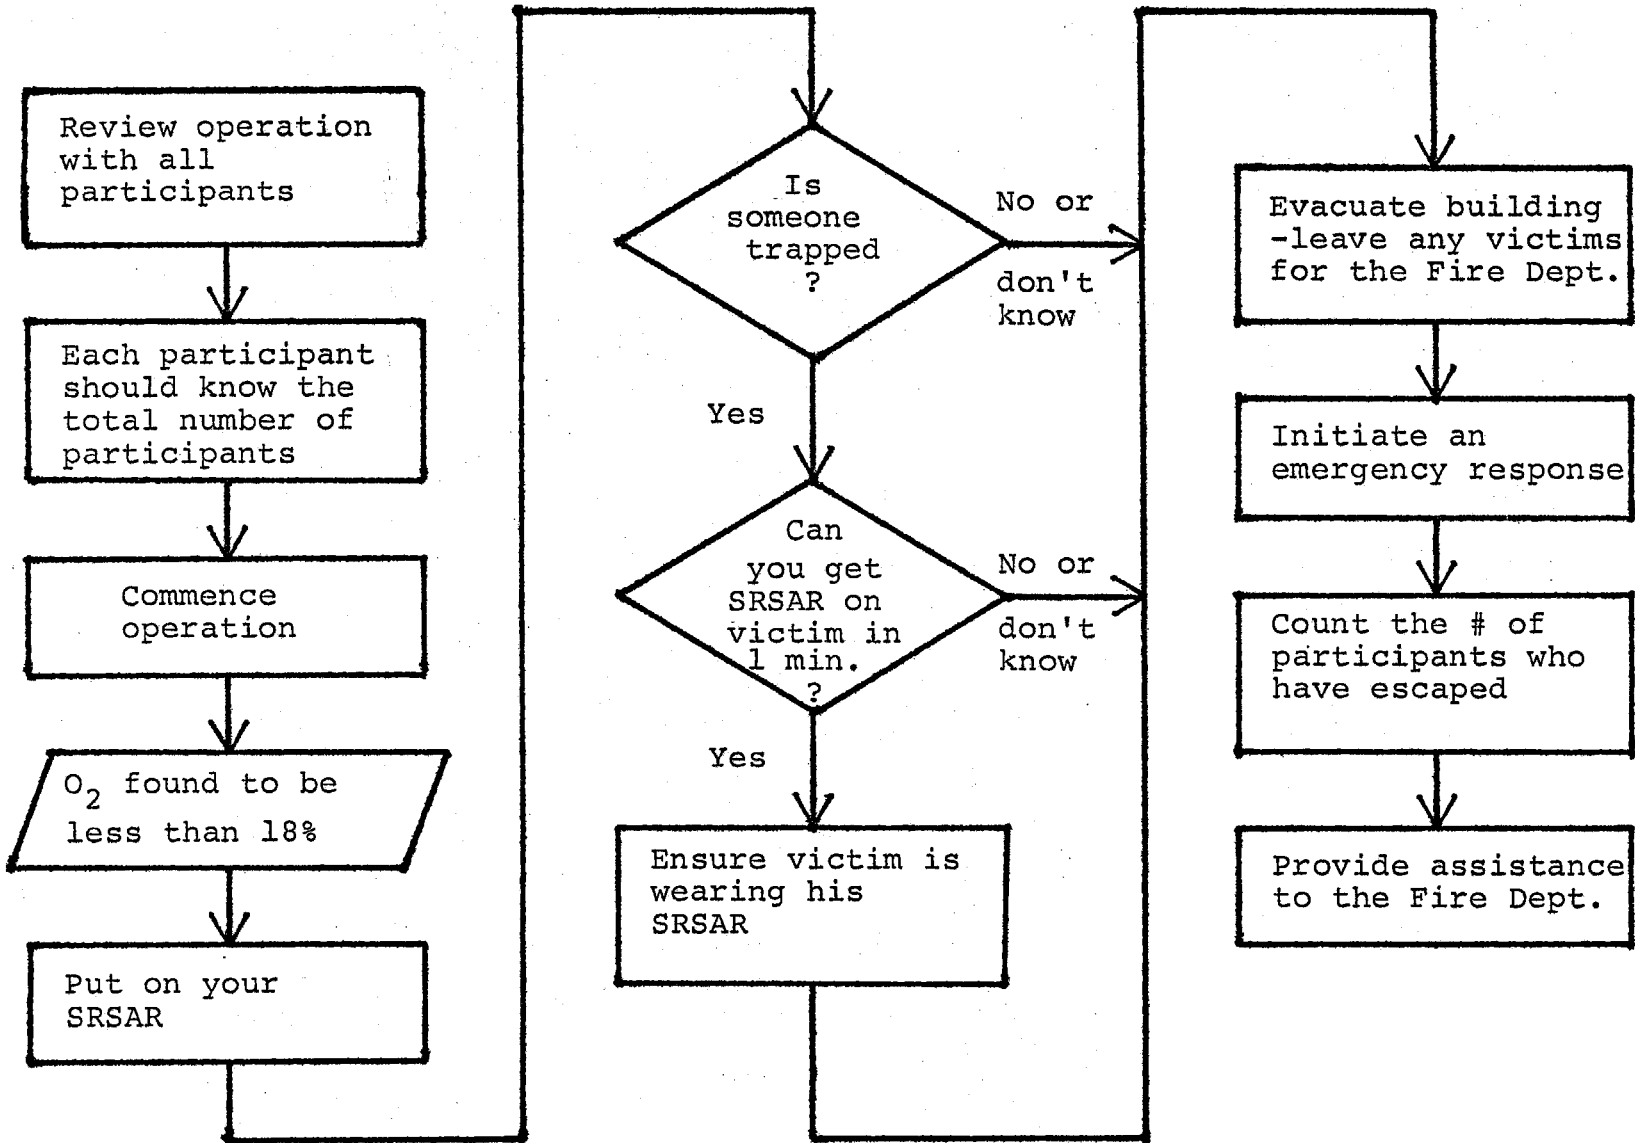 Review operation
with all
participants
Each participant
should know the
total number of
participants
Commence
operation
O2 found to be
less than 18%
Put on your
SRSAR
Is
someone
trapped
?
No or
don't
know
Yes
Can
you get
SRSAR on
victim in
1 min.
?
No or
don't
know
Yes
Ensure victim is
wearing his
SRSAR
Evacuate building
-leave any victims
for the Fire Dept.
Initiate an
emergency response
Count the # of
participants who
have escaped
Provide assistance
to the Fire Dept.